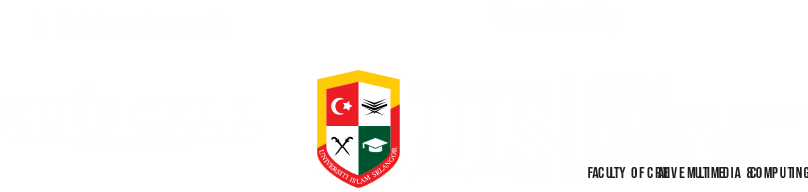 UNIVERSITI ISLAM SELANGOR
FACULTY OF CREATIVE MULTIMEDIA & COMPUTING